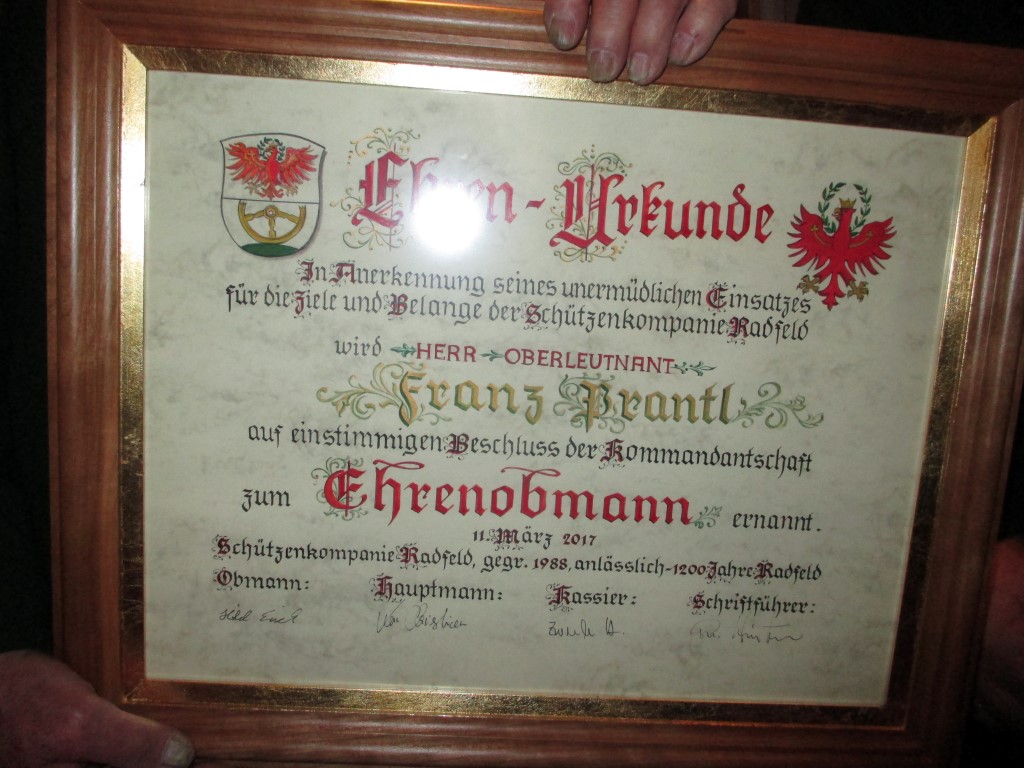 Ehren-Urkunde
In Anerkennung seines unermüdlichen Einsatzes
für die Ziele und Belange der Schützenkompanie Radfeld
wird HERR OBERLEUTNANT
Franz Prantl
auf einstimmigen Beschluss der Kommandantschaft
zum Ehrenobmann ernannt.
11. März 2017
Schützenkompanie Radfeld, gegr. 1988, anlässlich-1200 Jahre Radfeld
Obmann: Hauptmann: Kassier: Schriftführer: